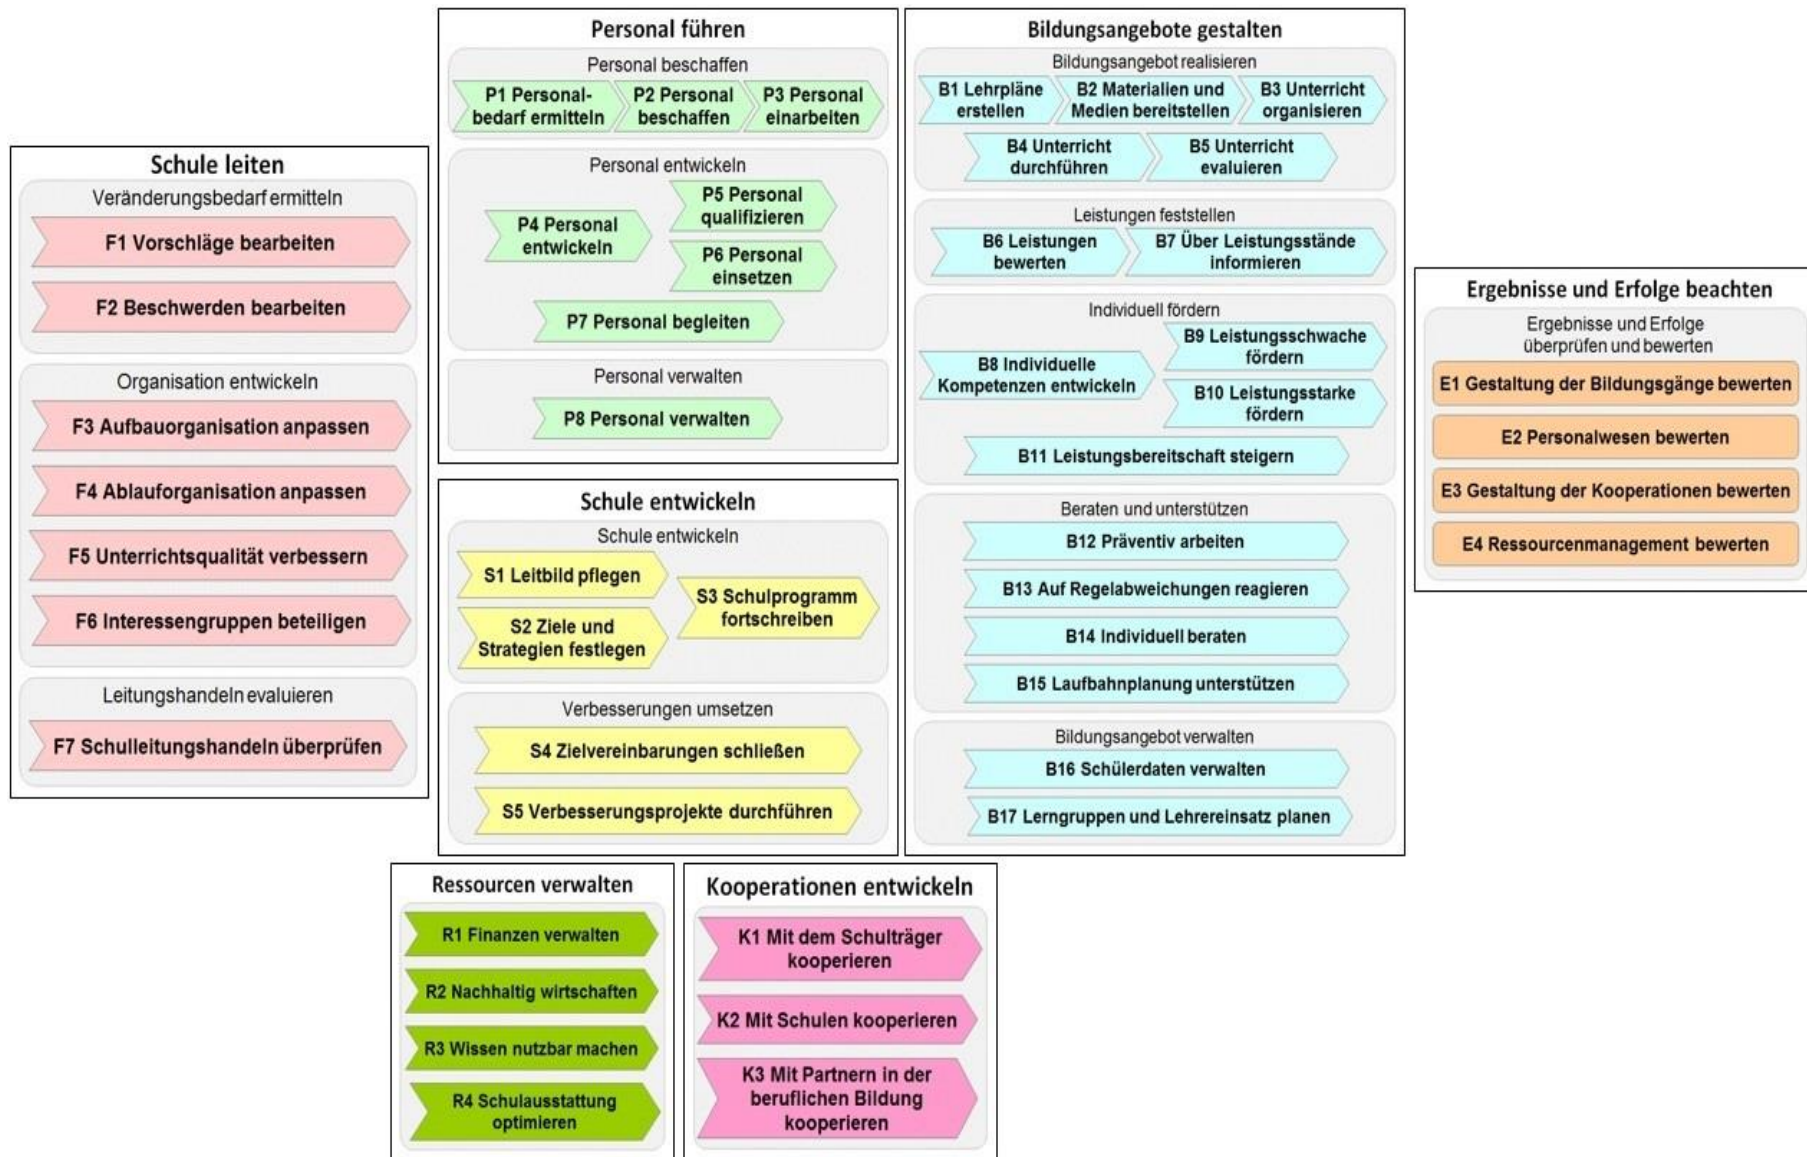 Schule leiten
Veränderungsbedarf ermitteln
F1 Vorschläge bearbeiten
F2 Beschwerden bearbeiten
Organisation entwickeln
F3 Aufbauorganisation anpassen
F4 Ablauforganisation anpassen
F5 Unterrichtsqualität verbessern
F6 Interessengruppen beteiligen
Leitungshandeln evaluieren
F7 Schulleitungshandeln überprüfen
Personal führen
Personal beschaffen
P1 Personal-
bedarf ermitteln
P2 Personal
beschaffen
P3 Personal
einarbeiten
Personal entwickeln
P4 Personal
entwickeln
P5 Personal
qualifizieren
P6 Personal
einsetzen
P7 Personal begleiten
Personal verwalten
P8 Personal verwalten
Schule entwickeln
Schule entwickeln
S1 Leitbild pflegen
S2 Ziele und
Strategien festlegen
S3 Schulprogramm
fortschreiben
Verbesserungen umsetzen
S4 Zielvereinbarungen schließen
S5 Verbesserungsprojekte durchführen
Bildungsangebote gestalten
Bildungsangebot realisieren
B1 Lehrpläne
erstellen
B2 Materialien und
Medien bereitstellen
B3 Unterricht
organisieren
B4 Unterricht
durchführen
B5 Unterricht
evaluieren
Leistungen feststellen
B6 Leistungen
bewerten
B7 Über Leistungsstände
informieren
Individuell fördern
B8 Individuelle
Kompetenzen entwickeln
B9 Leistungsschwache
fördern
B10 Leistungsstarke
fördern
B11 Leistungsbereitschaft steigern
Beraten und unterstützen
B12 Präventiv arbeiten
B13 Auf Regelabweichungen reagieren
B14 Individuell beraten
B15 Laufbahnplanung unterstützen
Bildungsangebot verwalten
B16 Schülerdaten verwalten
B17 Lerngruppen und Lehrereinsatz planen
Ergebnisse und Erfolge beachten
Ergebnisse und Erfolge
überprüfen und bewerten
E1 Gestaltung der Bildungsgänge bewerten
E2 Personalwesen bewerten
E3 Gestaltung der Kooperationen bewerten
E4 Ressourcenmanagement bewerten
Ressourcen verwalten
R1 Finanzen verwalten
R2 Nachhaltig wirtschaften
R3 Wissen nutzbar machen
R4 Schulausstattung
optimieren
Kooperationen entwickeln
K1 Mit dem Schulträger
kooperieren
K2 Mit Schulen kooperieren
K3 Mit Partnern in der
beruflichen Bildung
kooperieren